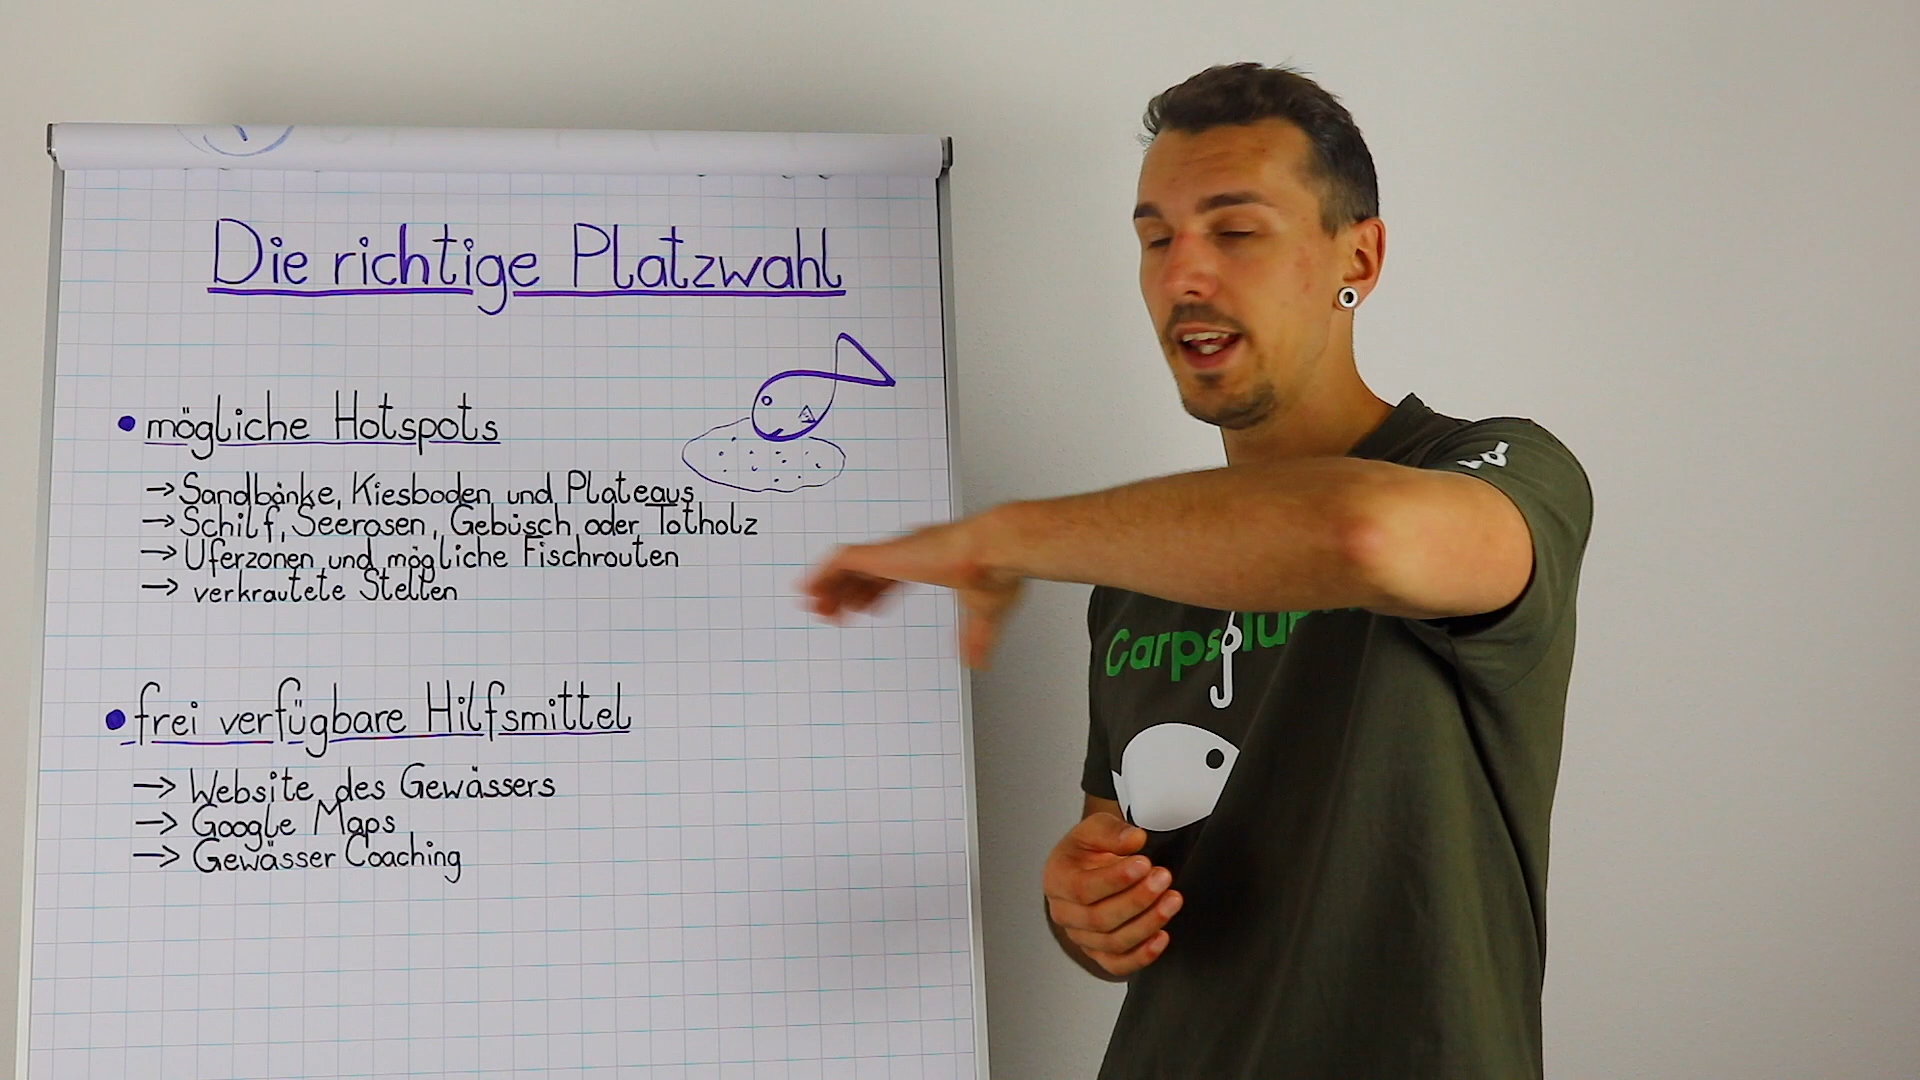 Die richtige Platzwahl
• mögliche Hotspots
→ Sandbänke, Kiesboden und Plateaus
→ Schilf, Seerosen, Gebüsch oder Totholz
→ Uferzonen und mögliche Fischrouten
→ verkrautete Stellen
• frei verfügbare Hilfsmittel
→ Website des Gewässers
→ Google Maps
→ Gewässer Coaching